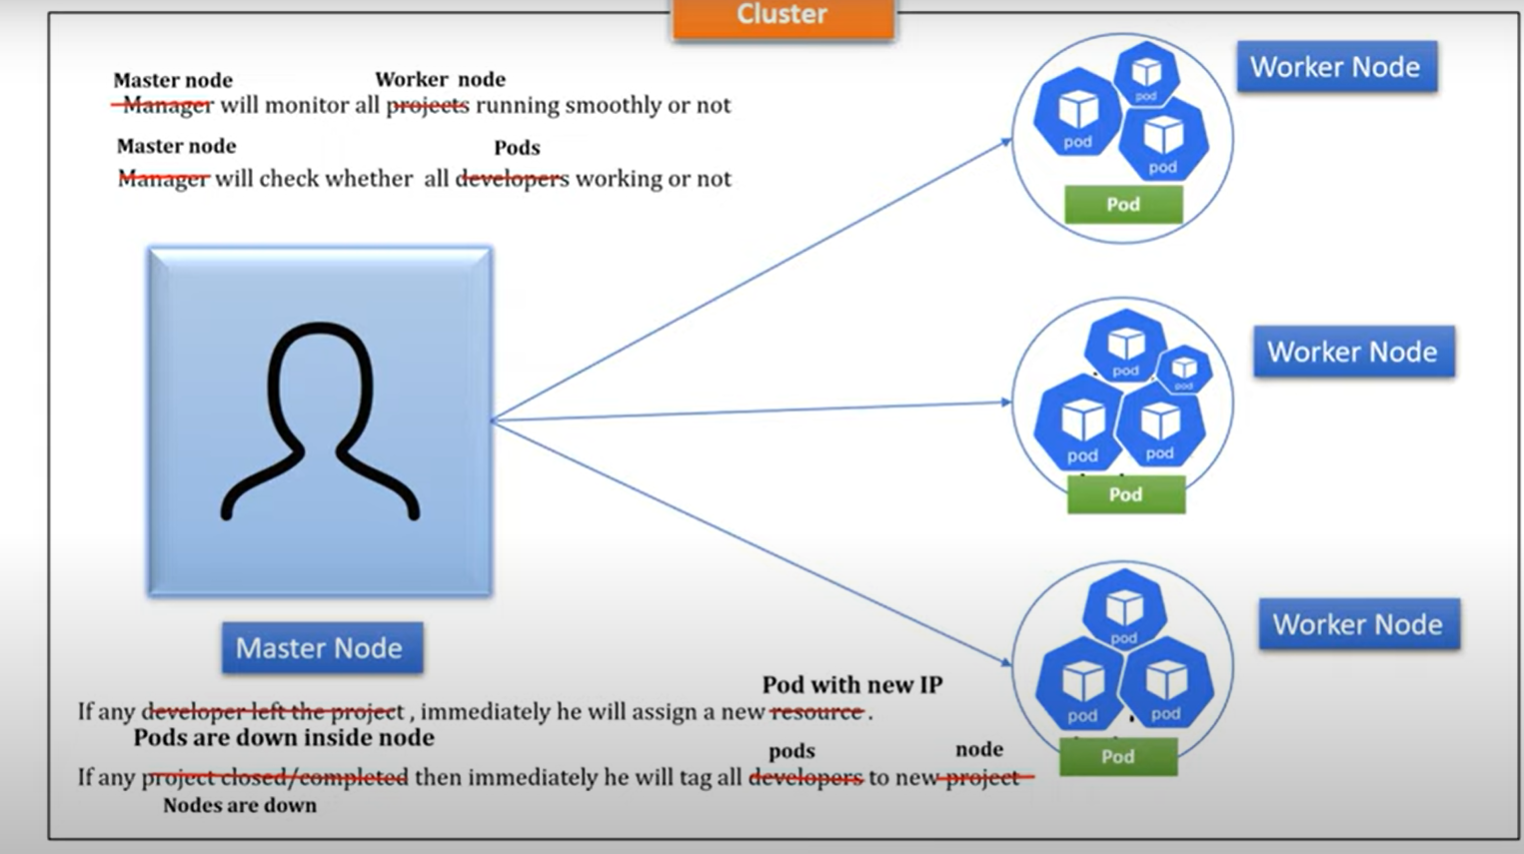 Cluster
Master node Worker node
Manager will monitor all projects running smoothly or not
Master node Pods
Manager will check whether all developers working or not
pod
pod
pod
Pod
Worker Node
pod
pod
pod
pod
Pod
Worker Node
pod
pod
pod
Pod
Worker Node
Master Node
Pod with new IP
If any developer left the project , immediately he will assign a new resource .
Pods are down inside node
pods node
If any project closed/completed then immediately he will tag all developers to new project
Nodes are down